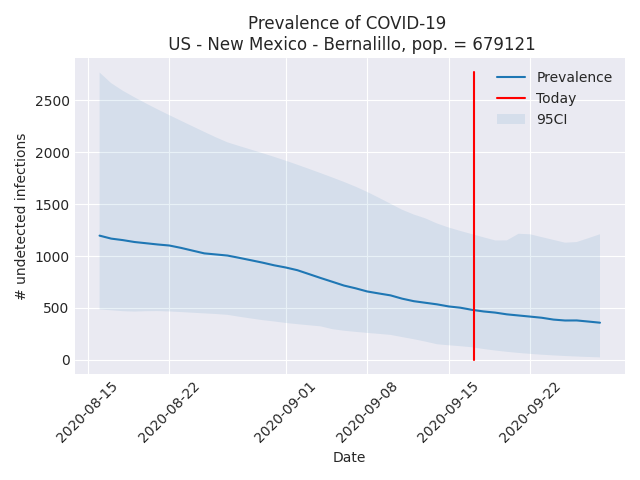 Prevalence of COVID-19
US - New Mexico - Bernalillo, pop. = 679121
Prevalence
Today
95CI
# undetected infections
2500
2000
1500
1000
500
0
2020-08-15
2020-08-22
2020-09-01
2020-09-08
2020-09-15
2020-09-22
Date